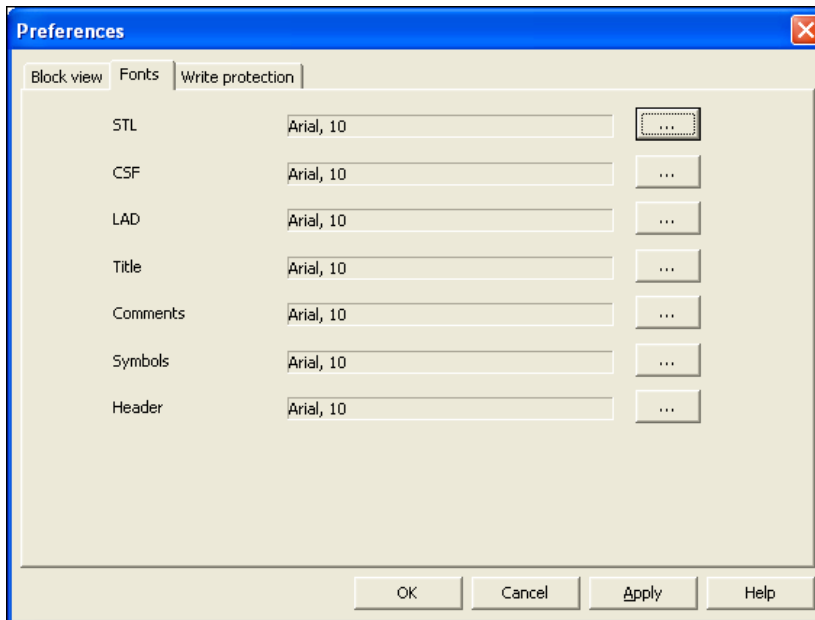 Preferences
Block view Fonts Write protection
STL Arial, 10 ...
CSF Arial, 10 ...
LAD Arial, 10 ...
Title Arial, 10 ...
Comments Arial, 10 ...
Symbols Arial, 10 ...
Header Arial, 10 ...
OK Cancel Apply Help